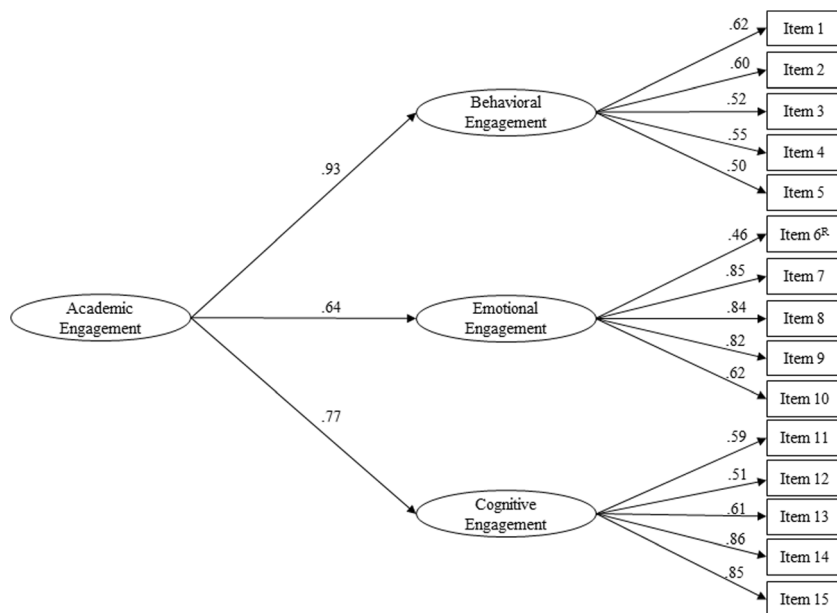 .62
Item 1
.60
Item 2
Behavioral
Engagement
.52
Item 3
.55
Item 4
.50
Item 5
.93
.46
Item 6ᴿ
.85
Item 7
Academic
Engagement
.64
Emotional
Engagement
.84
Item 8
.82
Item 9
.62
Item 10
.77
.59
Item 11
.51
Item 12
Cognitive
Engagement
.61
Item 13
.86
Item 14
.85
Item 15